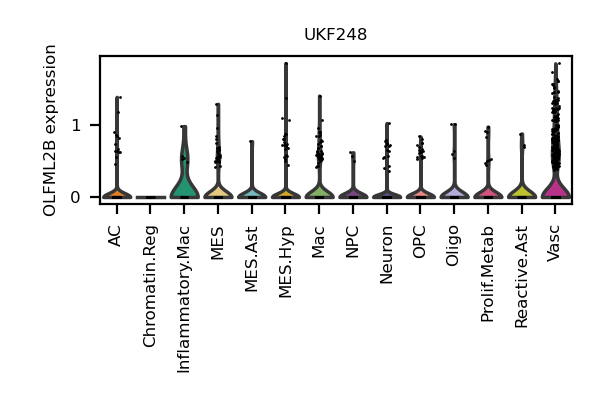 UKF248
OLFML2B expression
1
0
AC
Chromatin.Reg
Inflammatory.Mac
MES
MES.Ast
MES.Hyp
Mac
NPC
Neuron
OPC
Oligo
Prolif.Metab
Reactive.Ast
Vasc